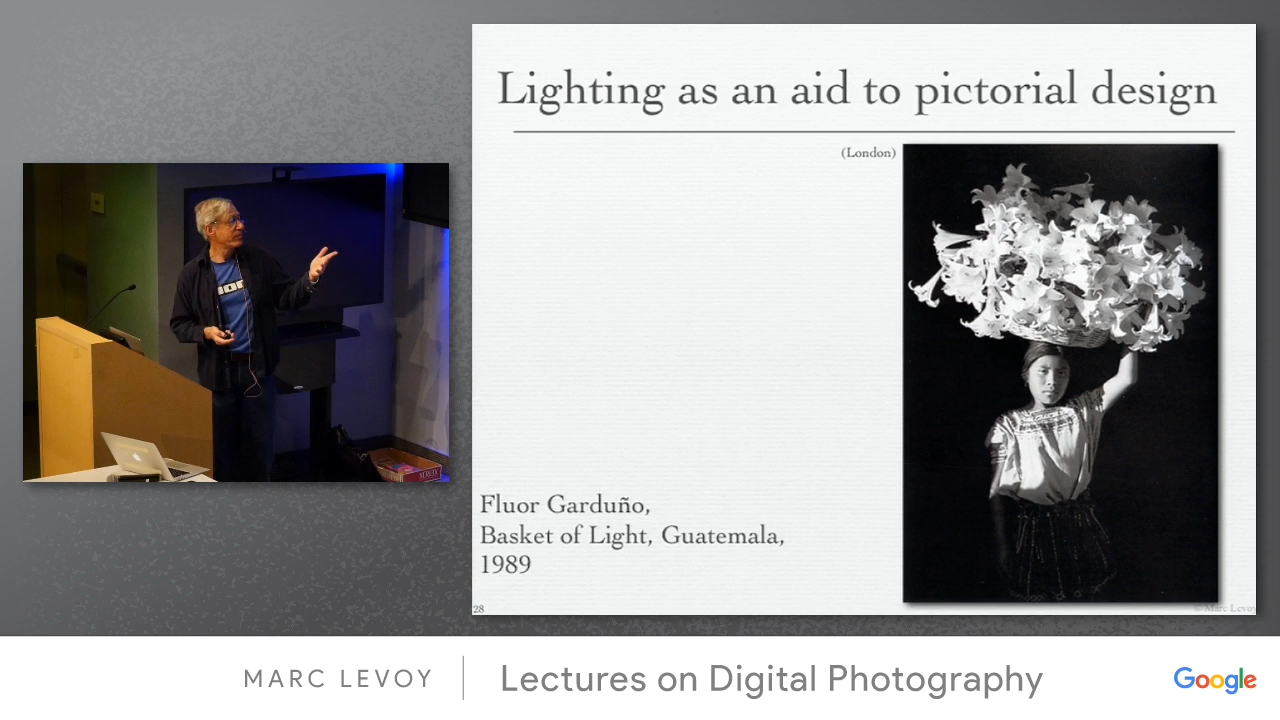 Lighting as an aid to pictorial design
(London)
Fluor Garduño,
Basket of Light, Guatemala,
1989
28
© Marc Levoy
MARC LEVOY
Lectures on Digital Photography
Google